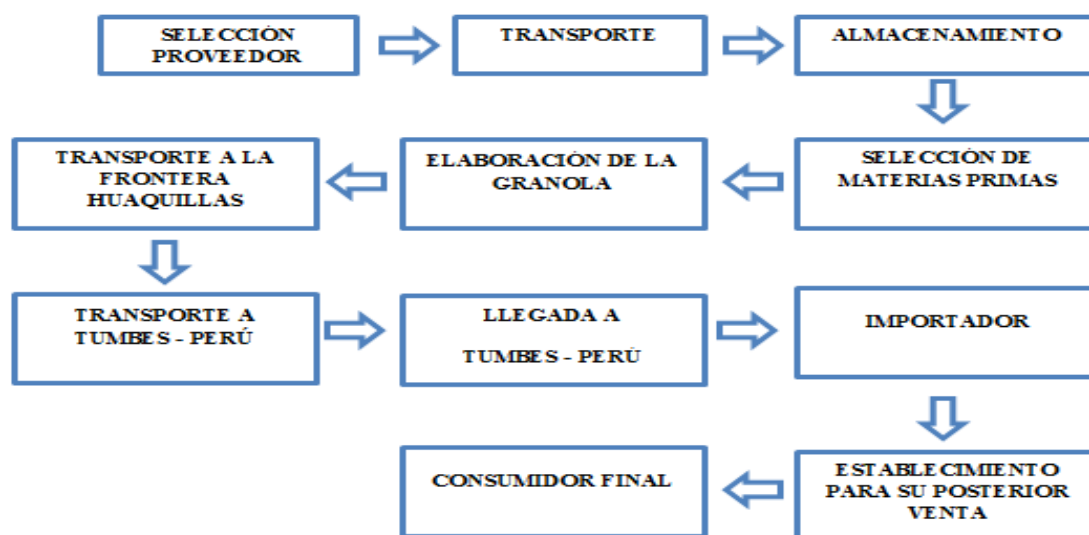 SELECCIÓN
PROVEEDOR
TRANSPORTE
ALMACENAMIENTO
SELECCIÓN DE
MATERIAS PRIMAS
ELABORACIÓN DE LA
GRANOLA
TRANSPORTE A LA
FRONTERA
HUAQUILLAS
TRANSPORTE A
TUMBES - PERÚ
LLEGADA A
TUMBES - PERÚ
IMPORTADOR
ESTABLECIMIENTO
PARA SU POSTERIOR
VENTA
CONSUMIDOR FINAL